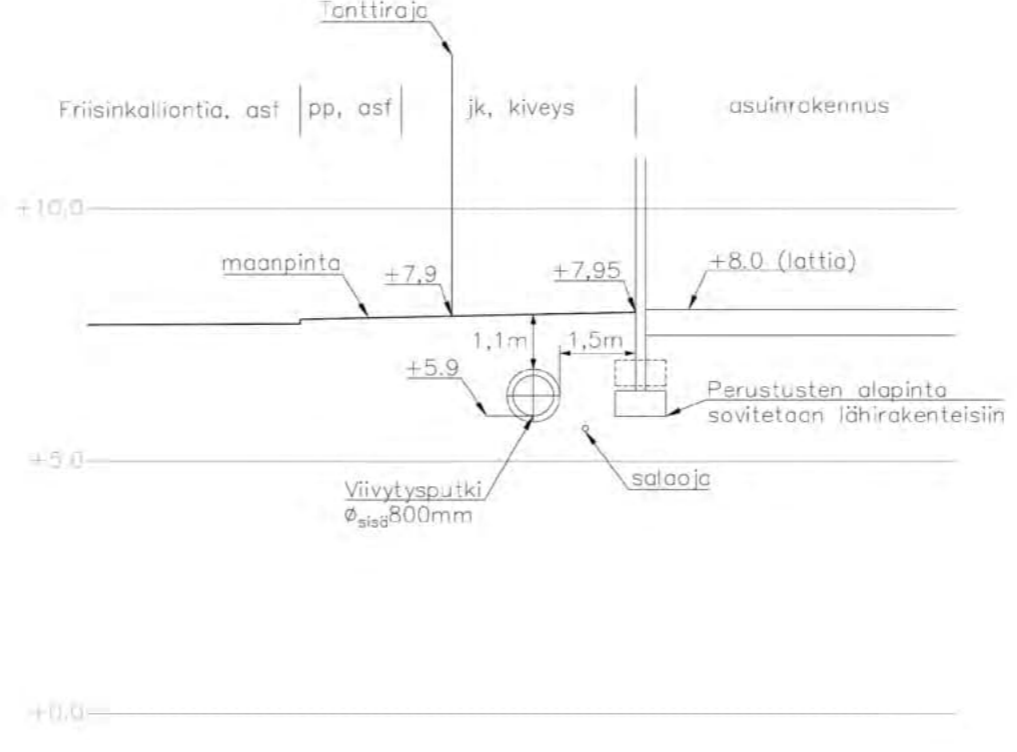 Tonttiraja
Friisinkalliontie, asf
pp, asf
jk, kiveys
asuinrakennus
+10,0
maanpinta
+7,9
+7,95
+8.0 (lattia)
1,1m
1,5m
+5.9
Perustusten alapinta
sovitetaan lähirakenteisiin
+5.0
salaoja
Viivytysputki
Øsisä800mm
+0.0